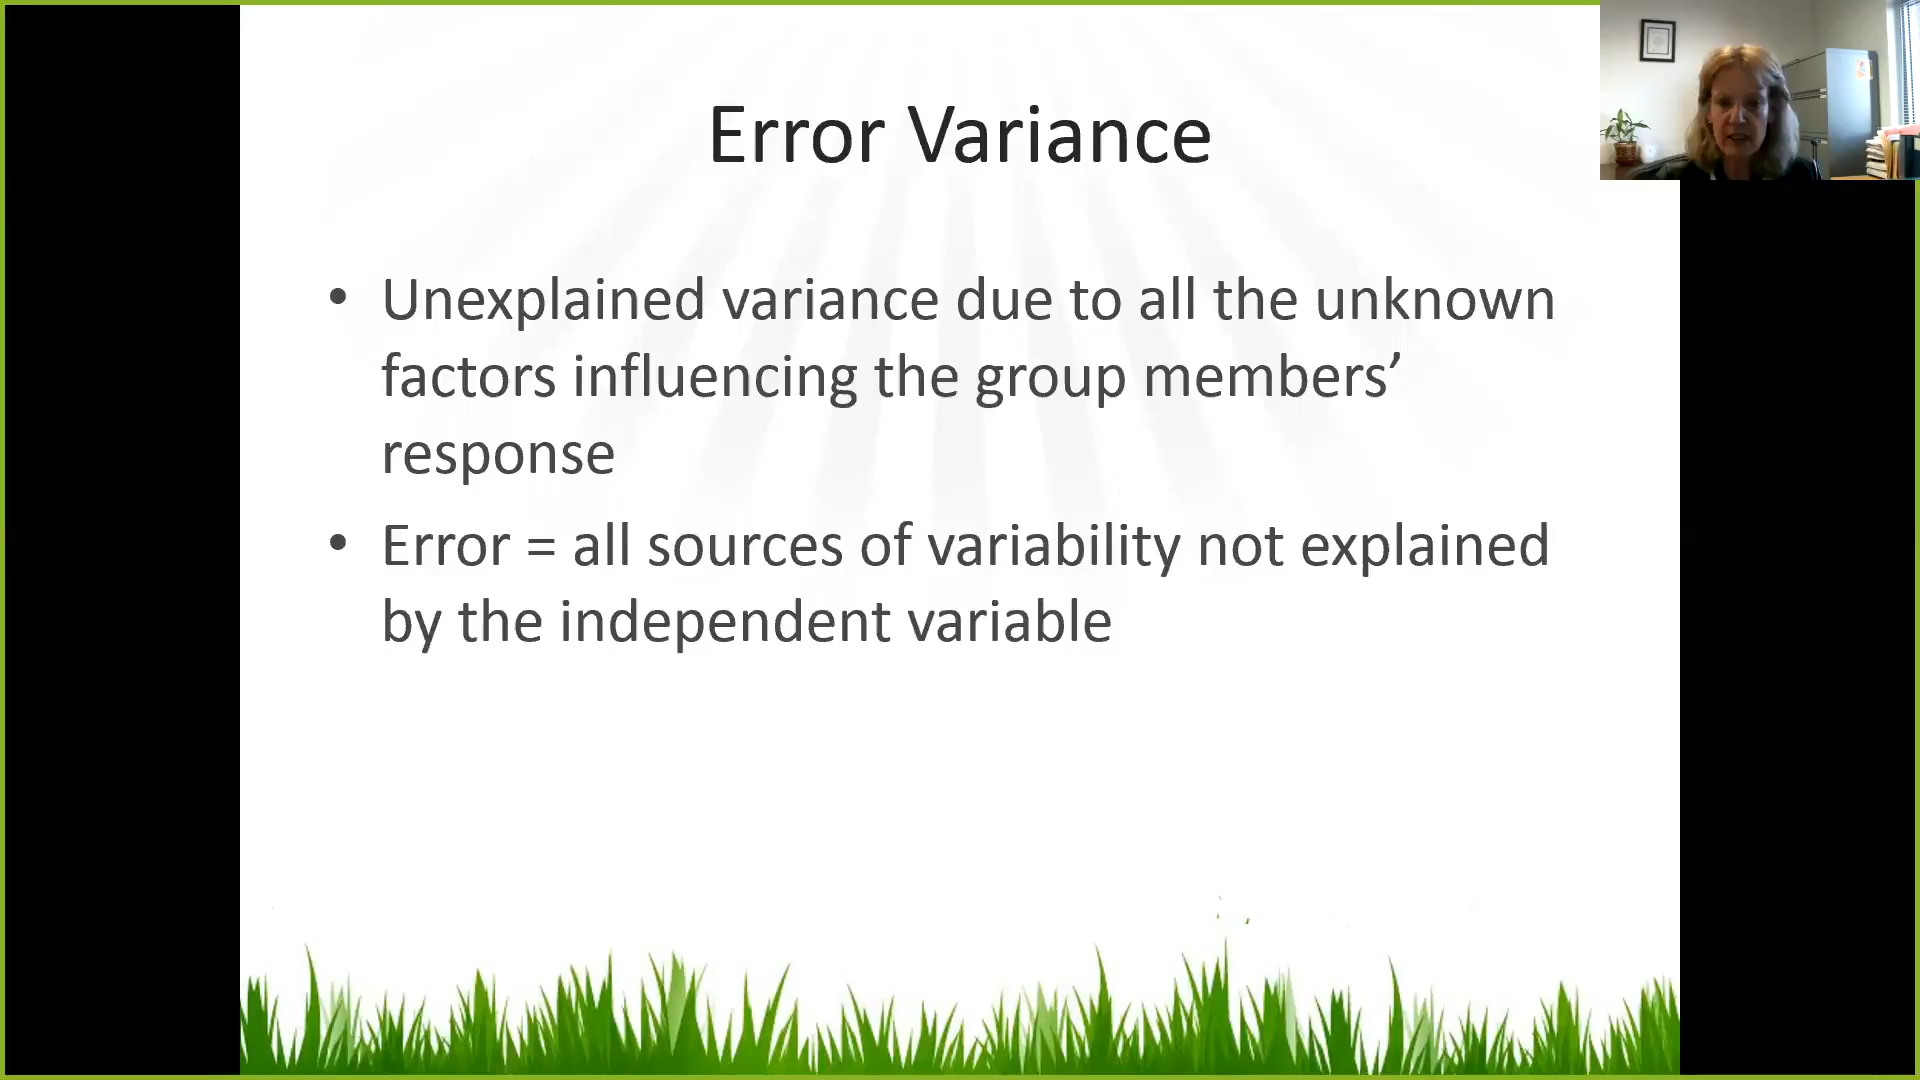 Error Variance
• Unexplained variance due to all the unknown
factors influencing the group members’
response
• Error = all sources of variability not explained
by the independent variable